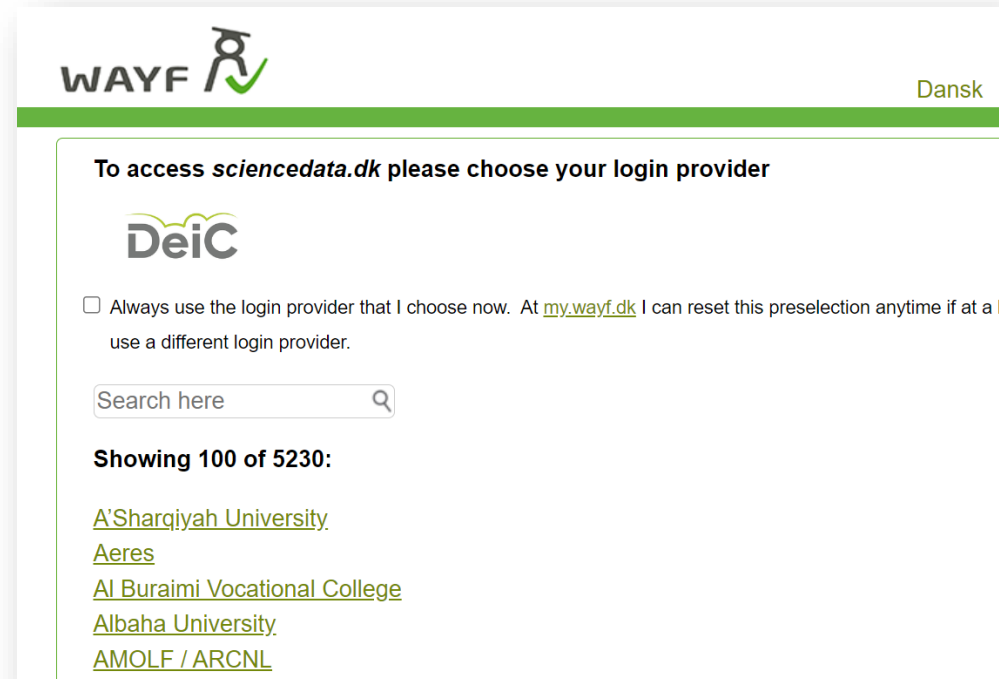 WAYF
Dansk
To access sciencedata.dk please choose your login provider
DeiC
Always use the login provider that I choose now. At my.wayf.dk I can reset this preselection anytime if at a
use a different login provider.
Search here
Showing 100 of 5230:
A'Sharqiyah University
Aeres
Al Buraimi Vocational College
Albaha University
AMOLF / ARCNL